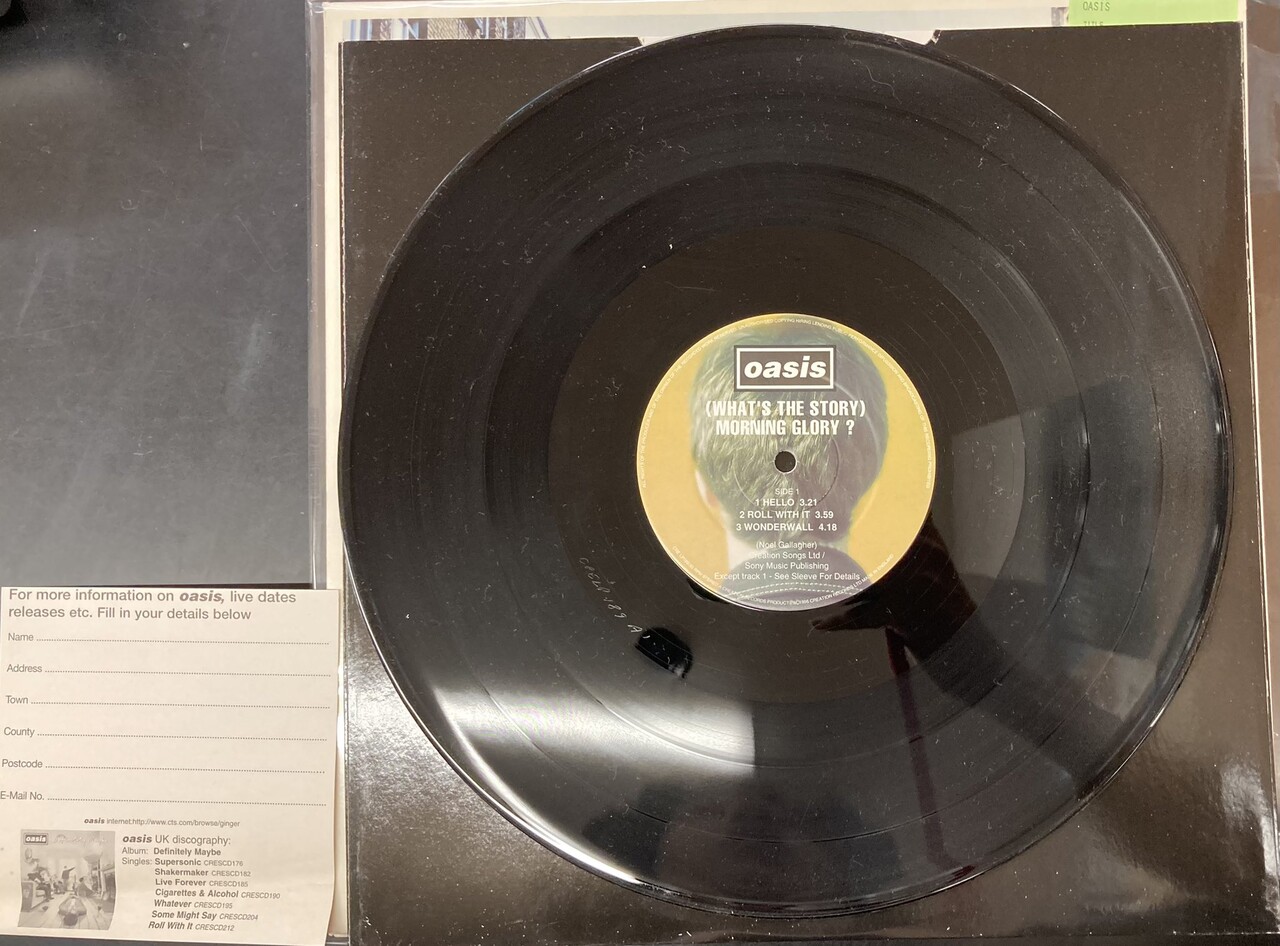 OASIS
oasis
(WHAT'S THE STORY)
MORNING GLORY ?
SIDE 1
1 HELLO 3.21
2 ROLL WITH IT 3.59
3 WONDERWALL 4.18
(Noel Gallagher)
Creation Songs Ltd /
Sony Music Publishing
Except track 1 - See Sleeve For Details
For more information on oasis, live dates
releases etc. Fill in your details below
Name
Address
Town
County
Postcode
E-Mail No.
oasis internet:http://www.cts.com/browse/ginger
oasis
oasis UK discography:
Album: Definitely Maybe
Singles: Supersonic CRESCD176
Shakermaker CRESCD182
Live Forever CRESCD185
Cigarettes & Alcohol CRESCD190
Whatever CRESCD195
Some Might Say CRESCD204
Roll With It CRESCD212